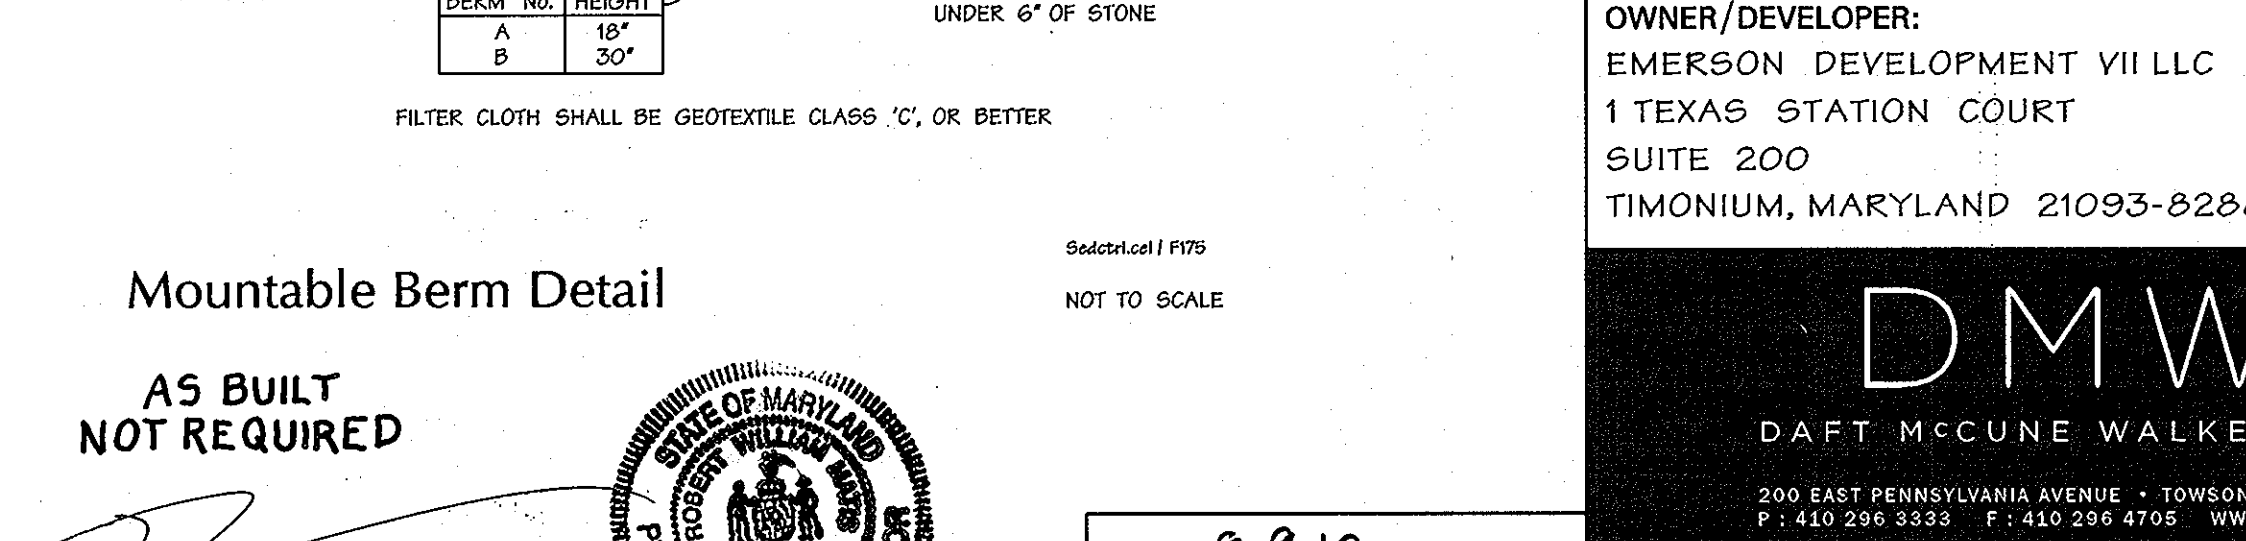 BERM No. HEIGHT
A 18"
B 30"
UNDER 6" OF STONE
FILTER CLOTH SHALL BE GEOTEXTILE CLASS 'C', OR BETTER
Sedctrl.cel / F175
Mountable Berm Detail
NOT TO SCALE
AS BUILT
NOT REQUIRED
STATE OF MARYLAND
ROBERT WILLIAM MATIS
OWNER/DEVELOPER:
EMERSON DEVELOPMENT VII LLC
1 TEXAS STATION COURT
SUITE 200
TIMONIUM, MARYLAND 21093-828
DMW
DAFT McCUNE WALKE
200 EAST PENNSYLVANIA AVENUE • TOWSON
P : 410 296 3333 F : 410 296 4705 WW